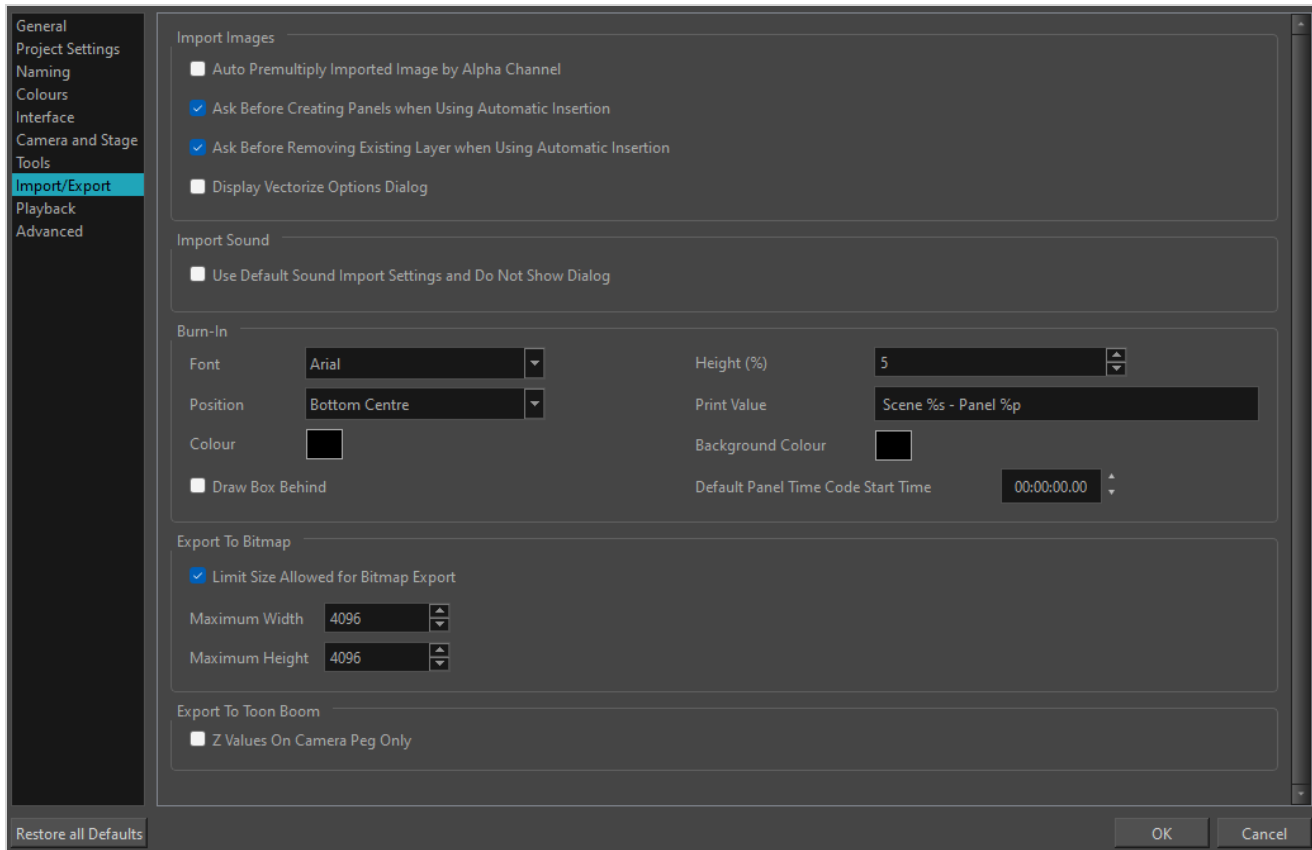 General
Project Settings
Naming
Colours
Interface
Camera and Stage
Tools
Import/Export
Playback
Advanced
Import Images
Auto Premultiply Imported Image by Alpha Channel
Ask Before Creating Panels when Using Automatic Insertion
Ask Before Removing Existing Layer when Using Automatic Insertion
Display Vectorize Options Dialog
Import Sound
Use Default Sound Import Settings and Do Not Show Dialog
Burn-In
Font Arial Height (%) 5
Position Bottom Centre Print Value Scene %s - Panel %p
Colour Background Colour
Draw Box Behind Default Panel Time Code Start Time 00:00:00.00
Export To Bitmap
Limit Size Allowed for Bitmap Export
Maximum Width 4096
Maximum Height 4096
Export To Toon Boom
Z Values On Camera Peg Only
Restore all Defaults OK Cancel